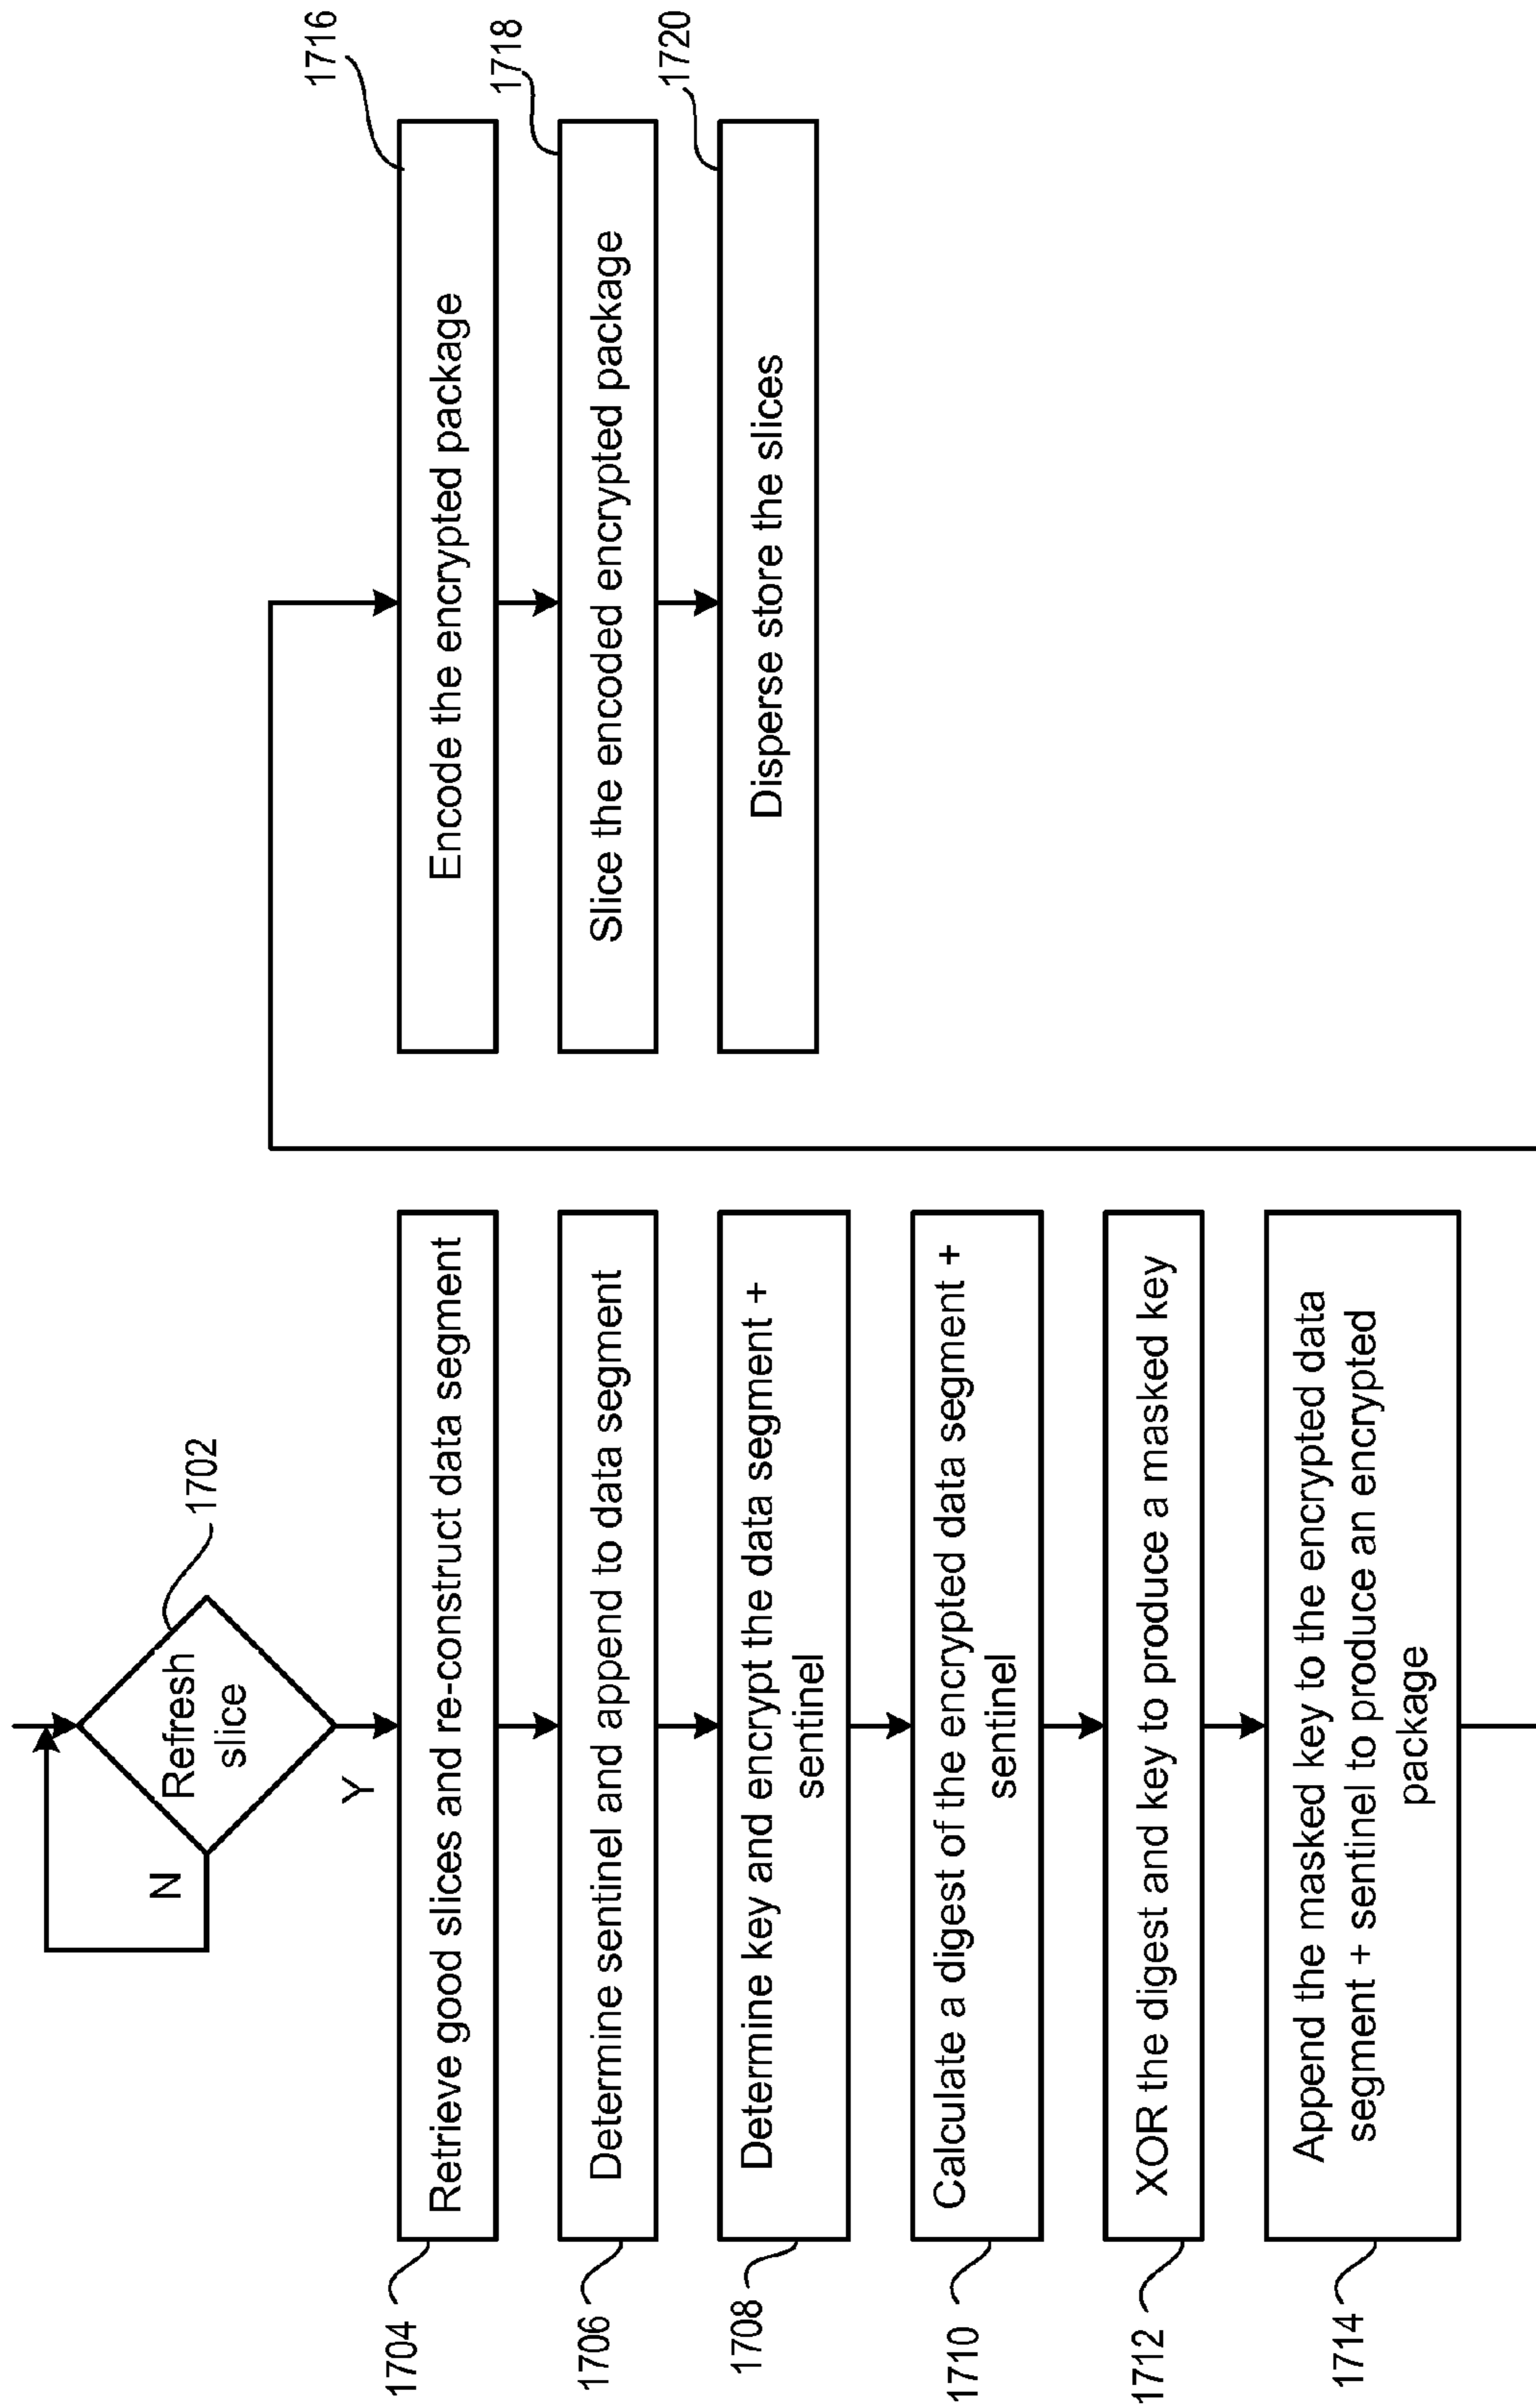 1702
Refresh
slice
N
Y
1704
Retrieve good slices and re-construct data segment
1706
Determine sentinel and append to data segment
1708
Determine key and encrypt the data segment +
sentinel
1710
Calculate a digest of the encrypted data segment +
sentinel
1712
XOR the digest and key to produce a masked key
1714
Append the masked key to the encrypted data
segment + sentinel to produce an encrypted
package
1716
Encode the encrypted package
1718
Slice the encoded encrypted package
1720
Disperse store the slices